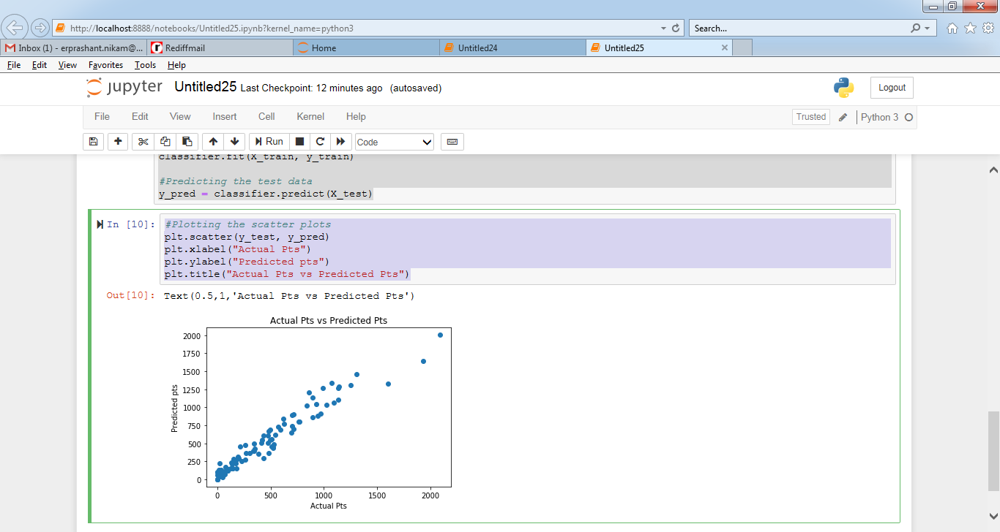 http://localhost:8888/notebooks/Untitled25.ipynb?kernel_name=python3
Search...
Inbox (1) - erprashant.nikam@...
Rediffmail
Home
Untitled24
Untitled25
File Edit View Favorites Tools Help
jupyter Untitled25 Last Checkpoint: 12 minutes ago (autosaved)
Logout
File Edit View Insert Cell Kernel Help
Trusted
Python 3
Run
Code
classifier.fit(X_train, y_train)
#Predicting the test data
y_pred = classifier.predict(X_test)
In [10]:
#Plotting the scatter plots
plt.scatter(y_test, y_pred)
plt.xlabel("Actual Pts")
plt.ylabel("Predicted pts")
plt.title("Actual Pts vs Predicted Pts")
Out[10]: Text(0.5,1,'Actual Pts vs Predicted Pts')
Actual Pts vs Predicted Pts
Predicted pts
2000
1750
1500
1250
1000
750
500
250
0
0 500 1000 1500 2000
Actual Pts